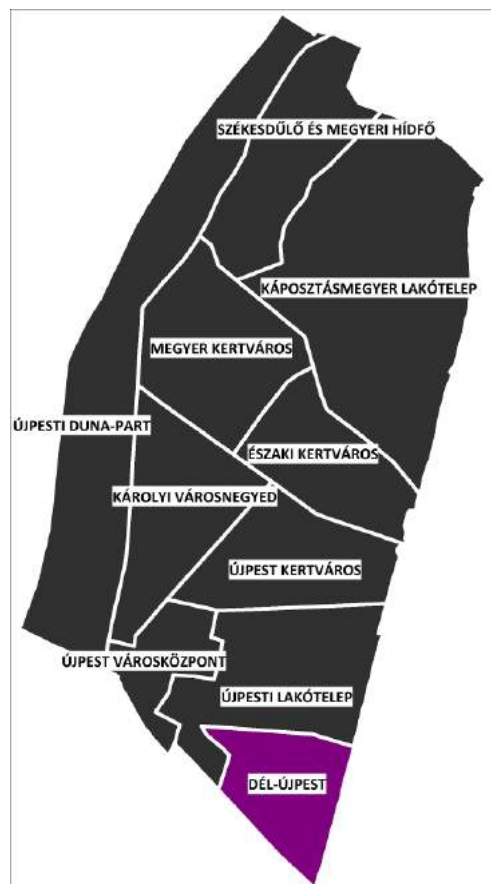 SZÉKESDŰLŐ ÉS MEGYERI HÍDFŐ
KÁPOSZTÁSMEGYER LAKÓTELEP
MEGYER KERTVÁROS
ÚJPESTI DUNA-PART
ÉSZAKI KERTVÁROS
KÁROLYI VÁROSNEGYED
ÚJPEST KERTVÁROS
ÚJPEST VÁROSKÖZPONT
ÚJPESTI LAKÓTELEP
DÉL-ÚJPEST